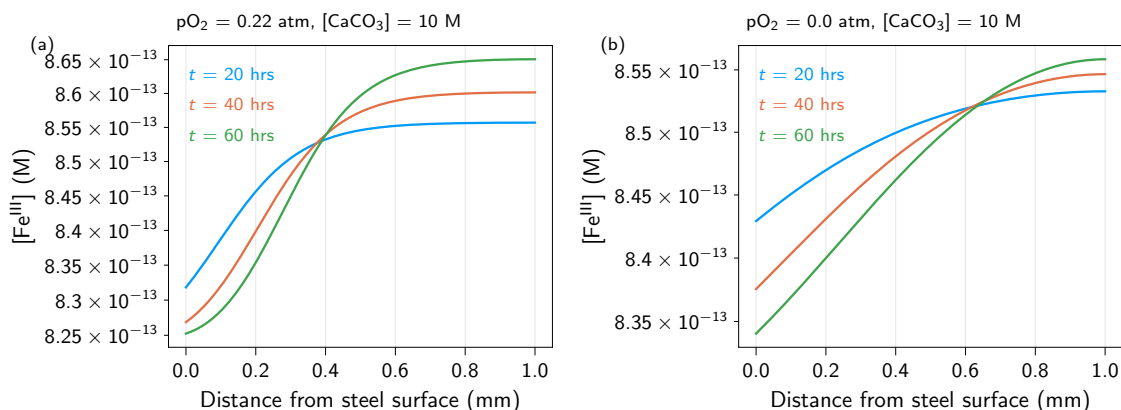 pO₂ = 0.22 atm, [CaCO₃] = 10 M
(a)
[Feᴵᴵᴵ] (M)
8.65 × 10⁻¹³
8.6 × 10⁻¹³
8.55 × 10⁻¹³
8.5 × 10⁻¹³
8.45 × 10⁻¹³
8.4 × 10⁻¹³
8.35 × 10⁻¹³
8.3 × 10⁻¹³
8.25 × 10⁻¹³
t = 20 hrs
t = 40 hrs
t = 60 hrs
0.0 0.2 0.4 0.6 0.8 1.0
Distance from steel surface (mm)
pO₂ = 0.0 atm, [CaCO₃] = 10 M
(b)
[Feᴵᴵᴵ] (M)
8.55 × 10⁻¹³
8.5 × 10⁻¹³
8.45 × 10⁻¹³
8.4 × 10⁻¹³
8.35 × 10⁻¹³
t = 20 hrs
t = 40 hrs
t = 60 hrs
0.0 0.2 0.4 0.6 0.8 1.0
Distance from steel surface (mm)